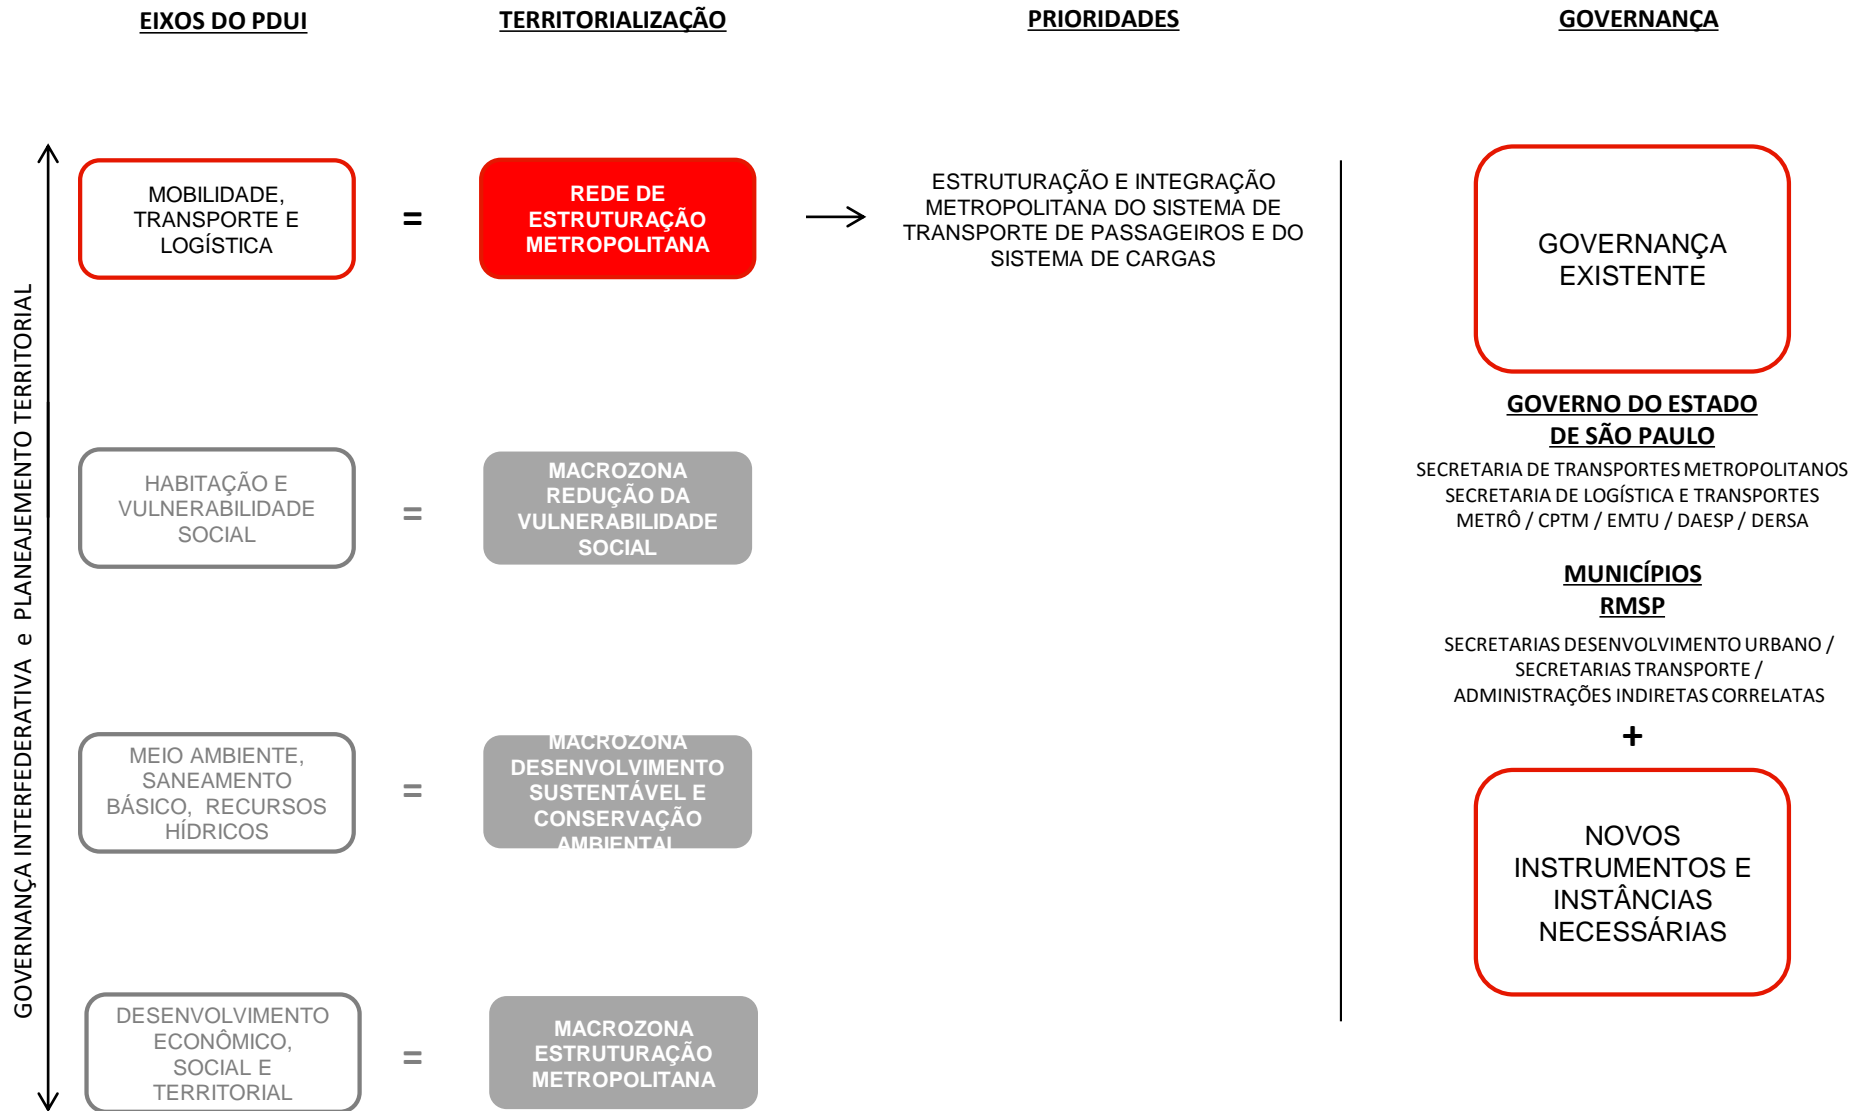 EIXOS DO PDUI
TERRITORIALIZAÇÃO
PRIORIDADES
GOVERNANÇA
GOVERNANÇA INTERFEDERATIVA e PLANEJAMENTO TERRITORIAL
MOBILIDADE,
TRANSPORTE E
LOGÍSTICA
=
REDE DE
ESTRUTURAÇÃO
METROPOLITANA
ESTRUTURAÇÃO E INTEGRAÇÃO
METROPOLITANA DO SISTEMA DE
TRANSPORTE DE PASSAGEIROS E DO
SISTEMA DE CARGAS
HABITAÇÃO E
VULNERABILIDADE
SOCIAL
=
MACROZONA
REDUÇÃO DA
VULNERABILIDADE
SOCIAL
MEIO AMBIENTE,
SANEAMENTO
BÁSICO, RECURSOS
HÍDRICOS
=
MACROZONA
DESENVOLVIMENTO
SUSTENTÁVEL E
CONSERVAÇÃO
AMBIENTAL
DESENVOLVIMENTO
ECONÔMICO,
SOCIAL E
TERRITORIAL
=
MACROZONA
ESTRUTURAÇÃO
METROPOLITANA
GOVERNANÇA
EXISTENTE
GOVERNO DO ESTADO
DE SÃO PAULO
SECRETARIA DE TRANSPORTES METROPOLITANOS
SECRETARIA DE LOGÍSTICA E TRANSPORTES
METRÔ / CPTM / EMTU / DAESP / DERSA
MUNICÍPIOS
RMSP
SECRETARIAS DESENVOLVIMENTO URBANO /
SECRETARIAS TRANSPORTE /
ADMINISTRAÇÕES INDIRETAS CORRELATAS
+
NOVOS
INSTRUMENTOS E
INSTÂNCIAS
NECESSÁRIAS